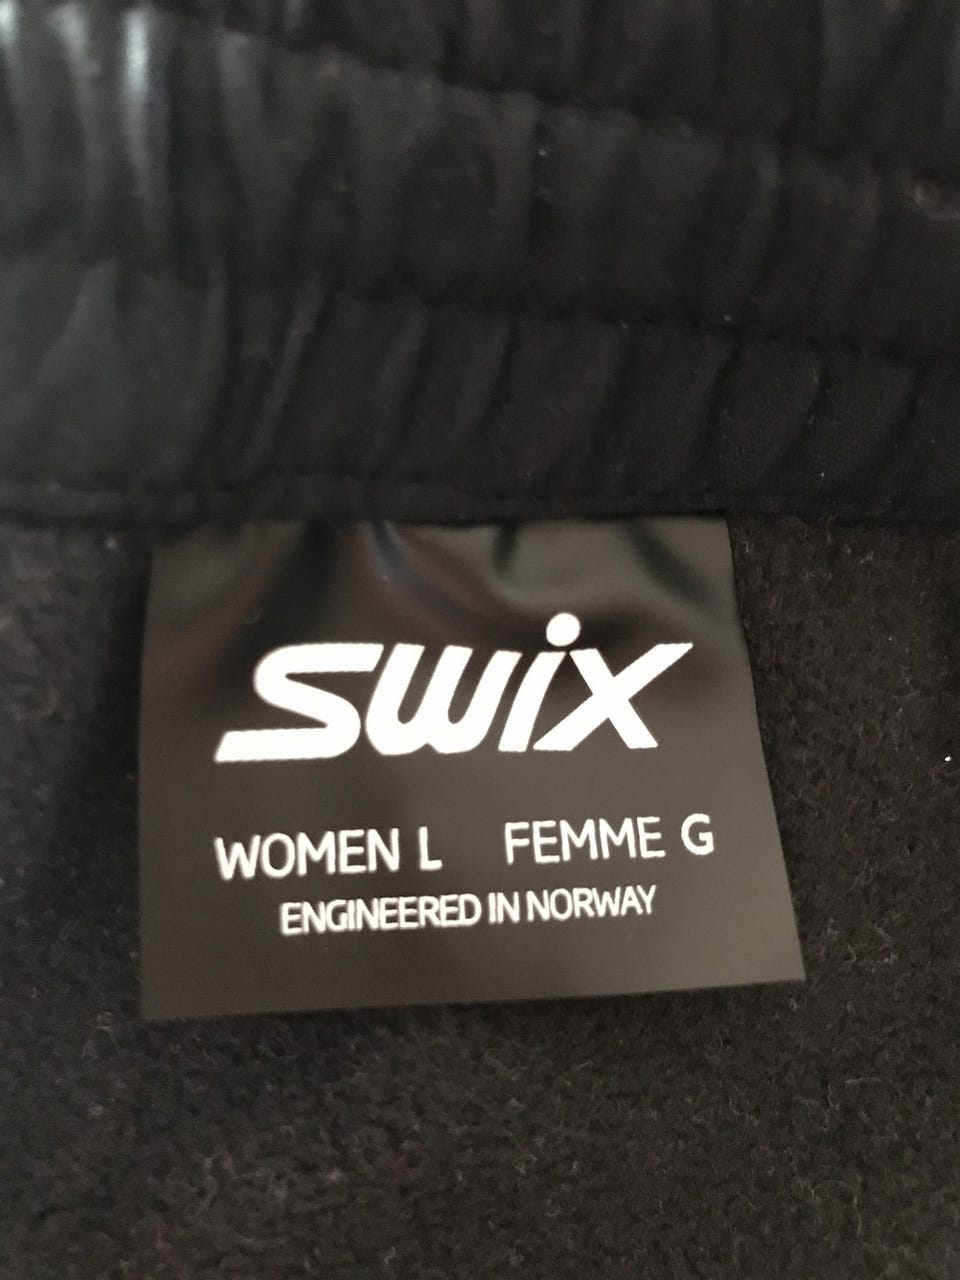 swix
WOMEN L FEMME G
ENGINEERED IN NORWAY